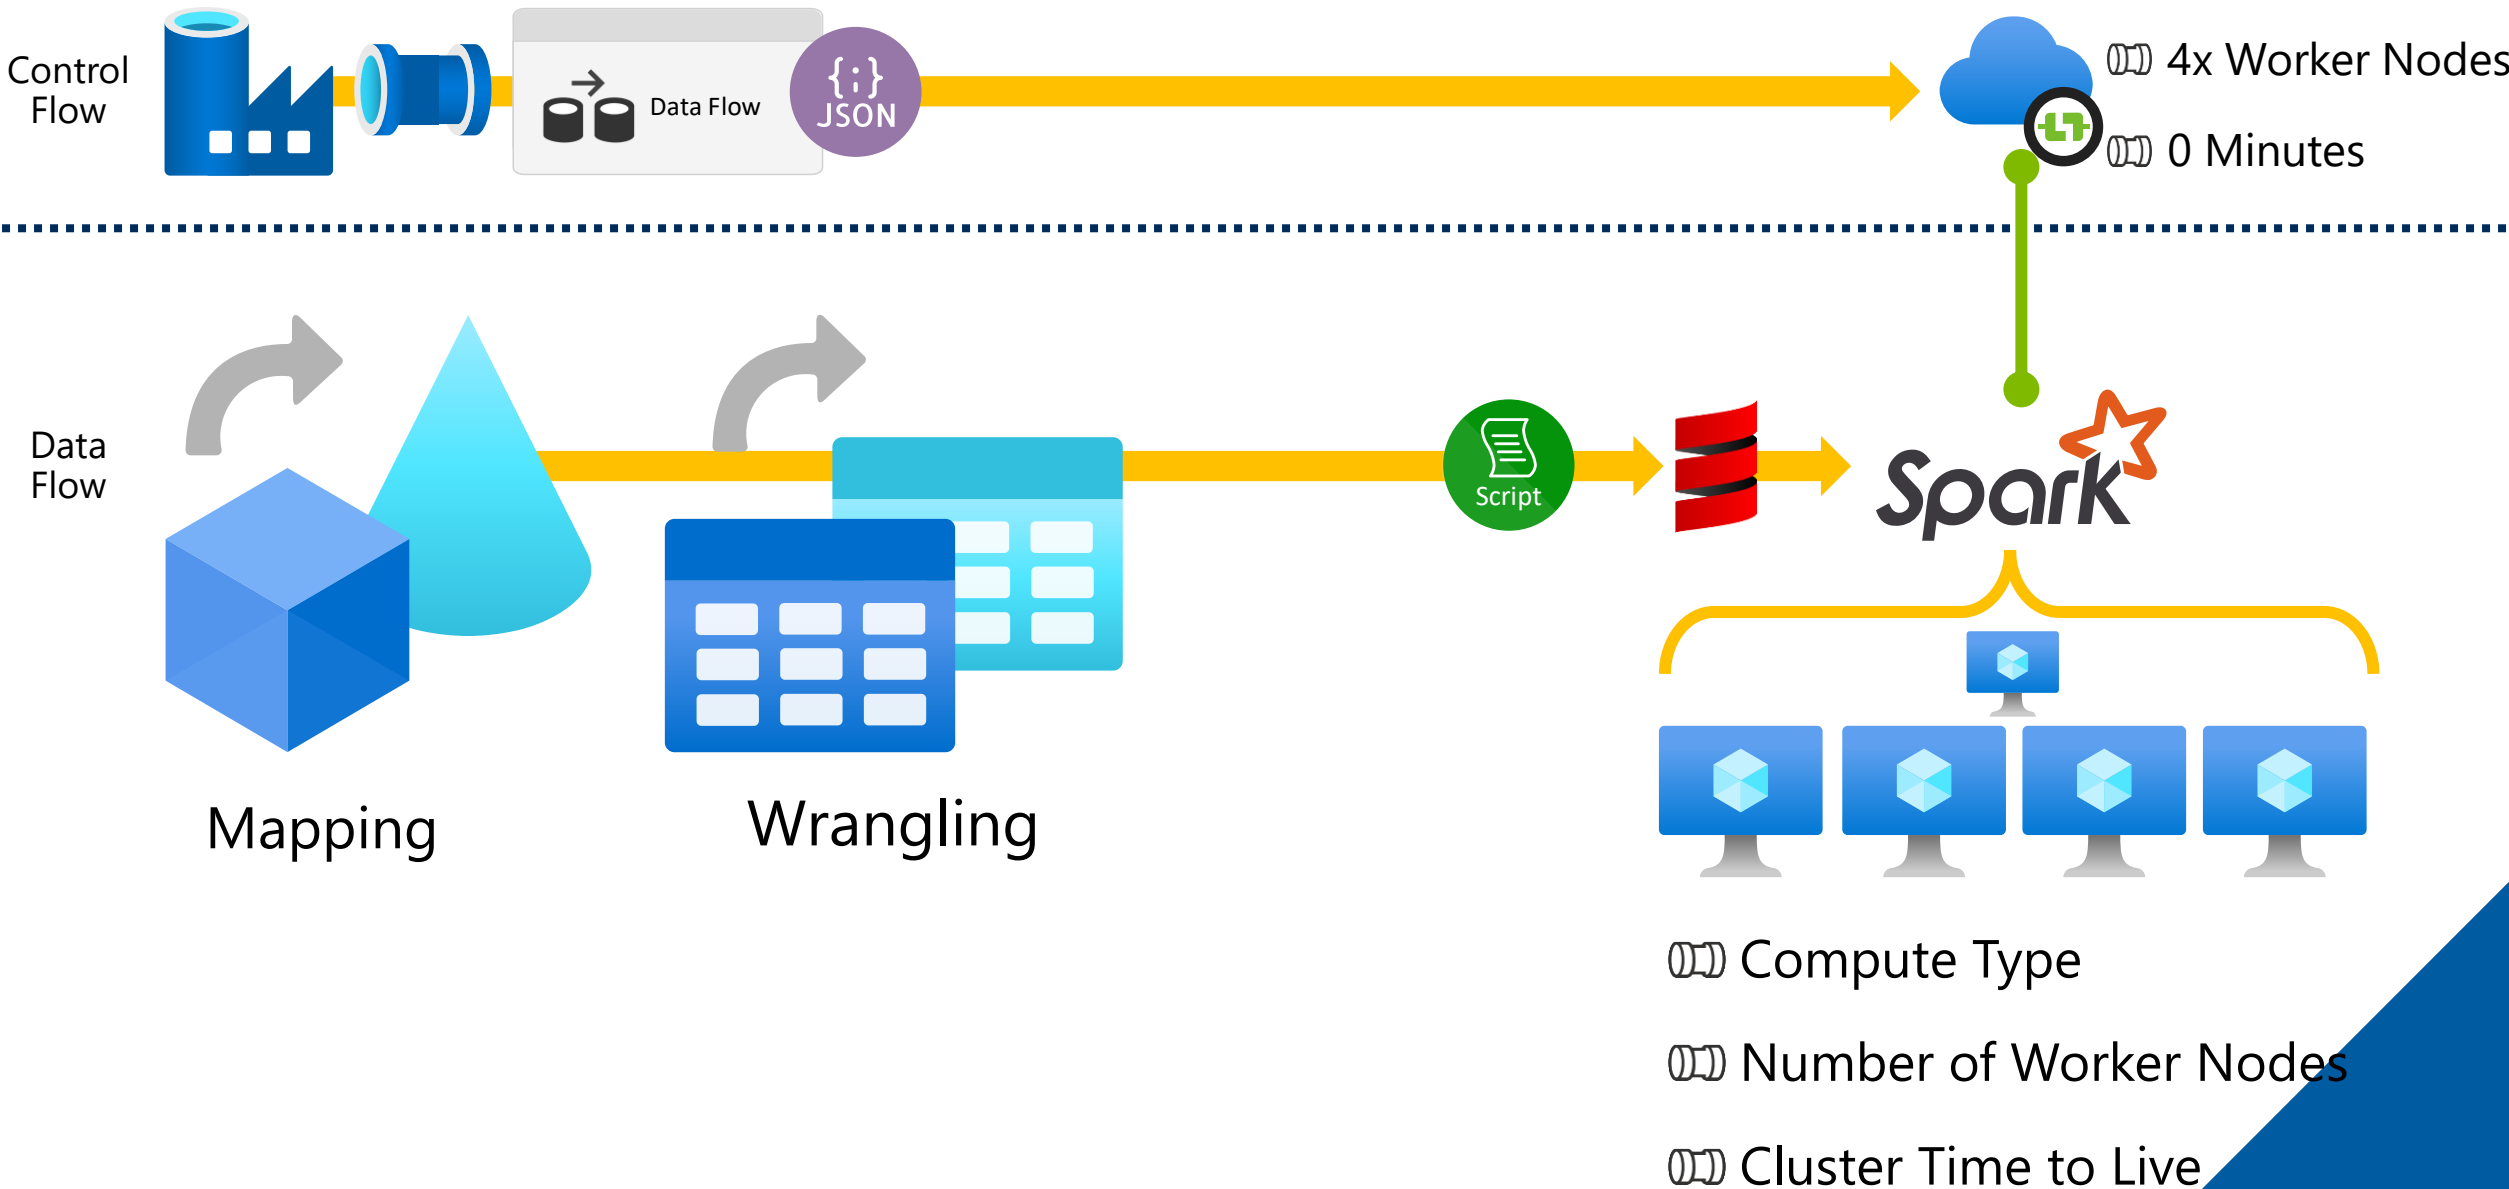 Control
Flow
Data Flow
{;}
JSON
4x Worker Nodes
0 Minutes
Data
Flow
Script
Spark
Mapping
Wrangling
Compute Type
Number of Worker Nodes
Cluster Time to Live